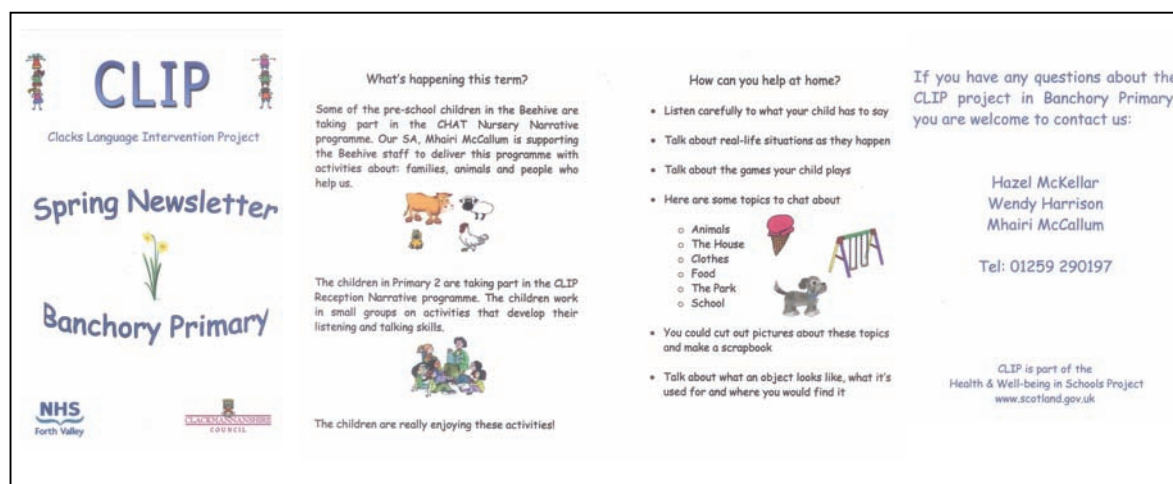 CLIP
Clacks Language Intervention Project
Spring Newsletter
Banchory Primary
NHS
Forth Valley
CLACKMANNANSHIRE
COUNCIL
What's happening this term?
Some of the pre-school children in the Beehive are
taking part in the CHAT Nursery Narrative
programme. Our SA, Mhairi McCallum is supporting
the Beehive staff to deliver this programme with
activities about: families, animals and people who
help us.
The children in Primary 2 are taking part in the CLIP
Reception Narrative programme. The children work
in small groups on activities that develop their
listening and talking skills.
The children are really enjoying these activities!
How can you help at home?
• Listen carefully to what your child has to say
• Talk about real-life situations as they happen
• Talk about the games your child plays
• Here are some topics to chat about
o Animals
o The House
o Clothes
o Food
o The Park
o School
• You could cut out pictures about these topics
and make a scrapbook
• Talk about what an object looks like, what it's
used for and where you would find it
If you have any questions about the
CLIP project in Banchory Primary
you are welcome to contact us:
Hazel McKellar
Wendy Harrison
Mhairi McCallum
Tel: 01259 290197
CLIP is part of the
Health & Well-being in Schools Project
www.scotland.gov.uk